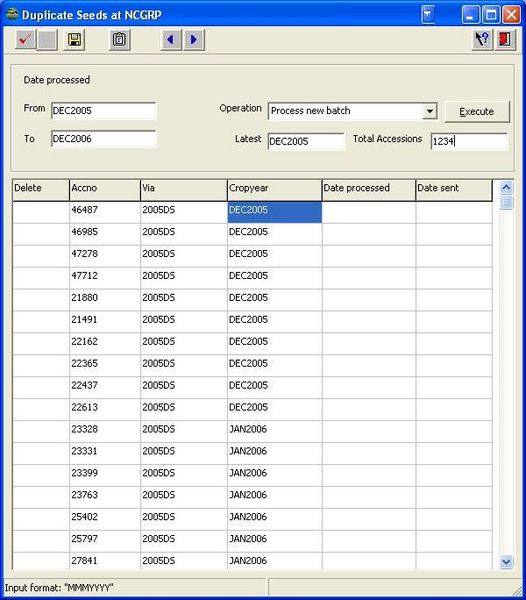 Duplicate Seeds at NCGRP
Date processed
From DEC2005 Operation Process new batch Execute
To DEC2006 Latest DEC2005 Total Accessions 1234
Delete Accno Via Cropyear Date processed Date sent
46487 2005DS DEC2005
46985 2005DS DEC2005
47278 2005DS DEC2005
47712 2005DS DEC2005
21880 2005DS DEC2005
21491 2005DS DEC2005
22162 2005DS DEC2005
22365 2005DS DEC2005
22437 2005DS DEC2005
22613 2005DS DEC2005
23328 2005DS JAN2006
23331 2005DS JAN2006
23399 2005DS JAN2006
23763 2005DS JAN2006
25402 2005DS JAN2006
25797 2005DS JAN2006
27841 2005DS JAN2006
Input format: "MMMYYYY"